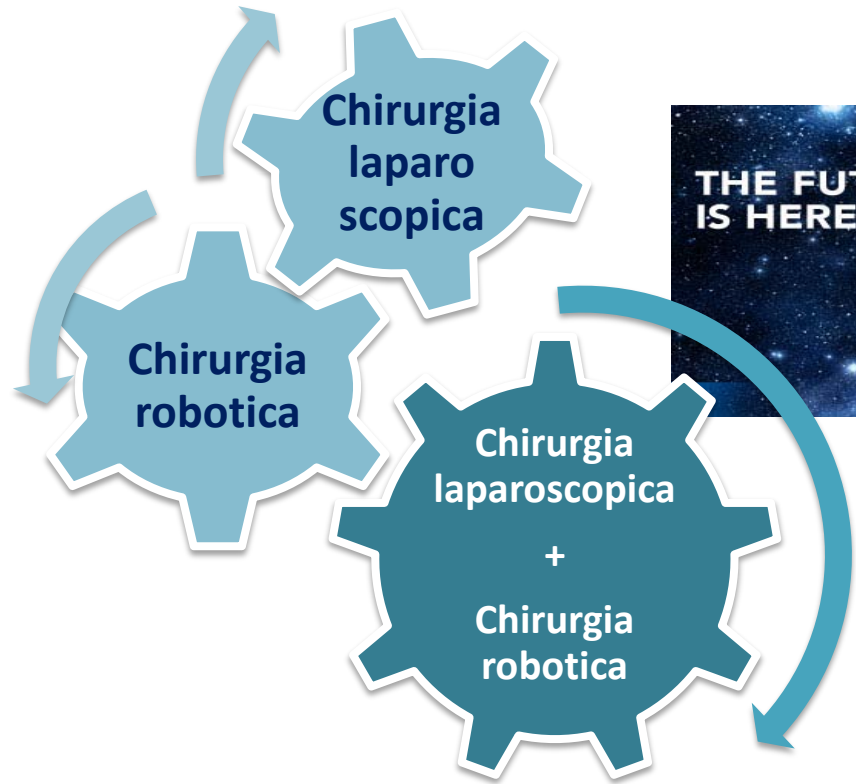 Chirurgia
laparo
scopica
THE FUT
IS HERE
Chirurgia
robotica
Chirurgia
laparoscopica
+
Chirurgia
robotica